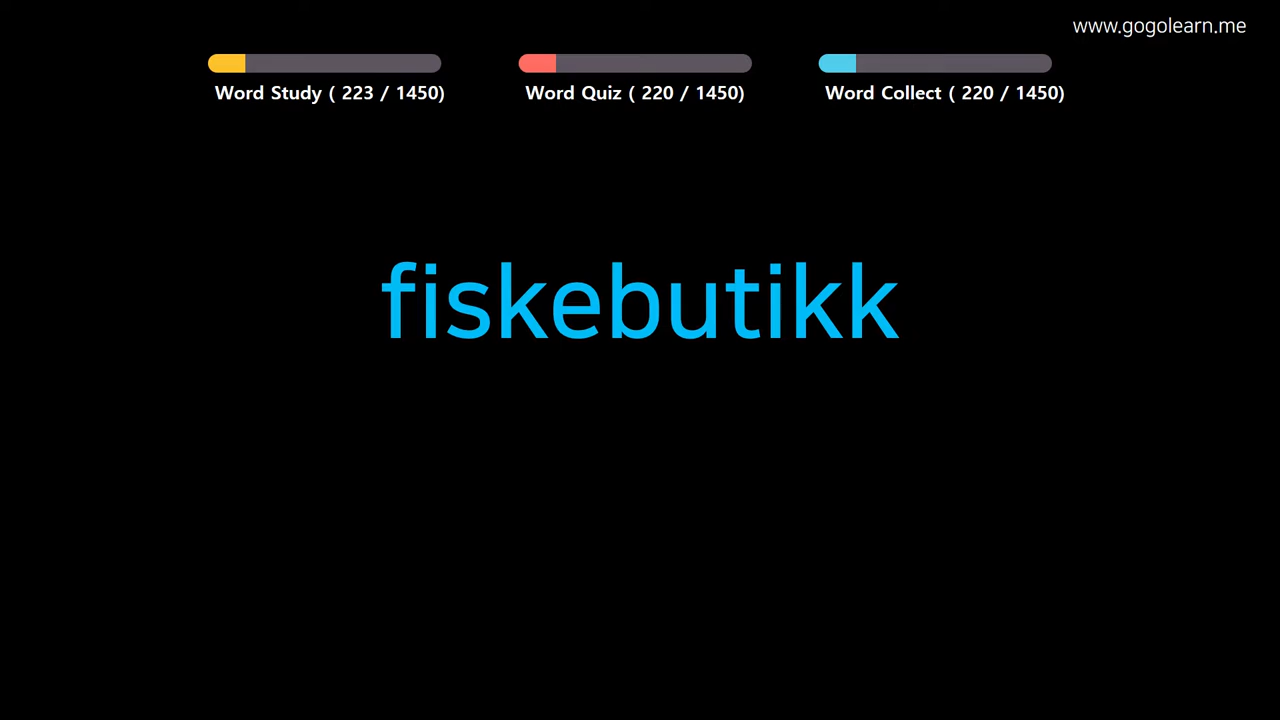 www.gogolearn.me
Word Study ( 223 / 1450)
Word Quiz ( 220 / 1450)
Word Collect ( 220 / 1450)
fiskebutikk